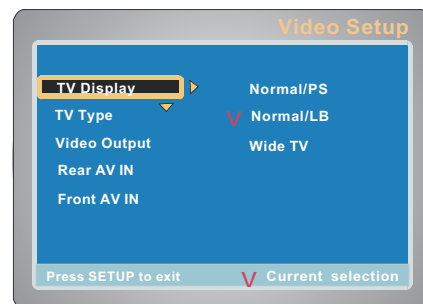 Video Setup
TV Display Normal/PS
TV Type V Normal/LB
Video Output Wide TV
Rear AV IN
Front AV IN
Press SETUP to exit V Current selection